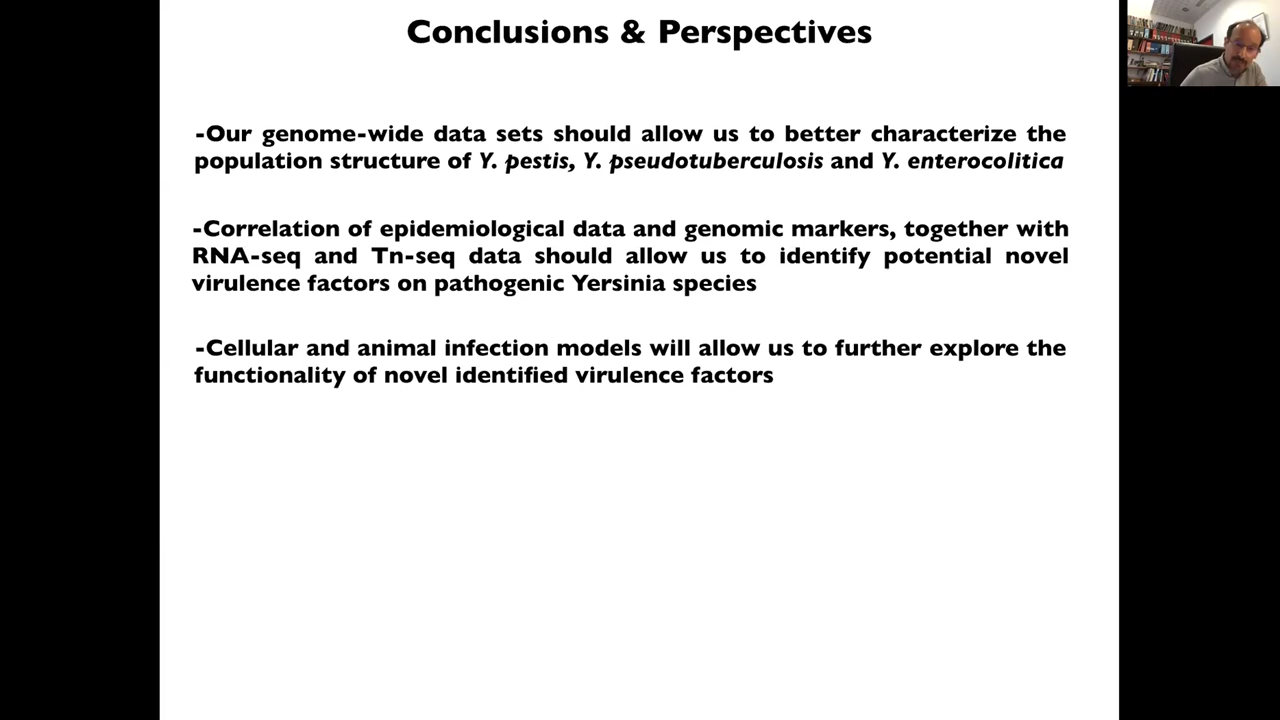 Conclusions & Perspectives
-Our genome-wide data sets should allow us to better characterize the
population structure of Y. pestis, Y. pseudotuberculosis and Y. enterocolitica
-Correlation of epidemiological data and genomic markers, together with
RNA-seq and Tn-seq data should allow us to identify potential novel
virulence factors on pathogenic Yersinia species
-Cellular and animal infection models will allow us to further explore the
functionality of novel identified virulence factors